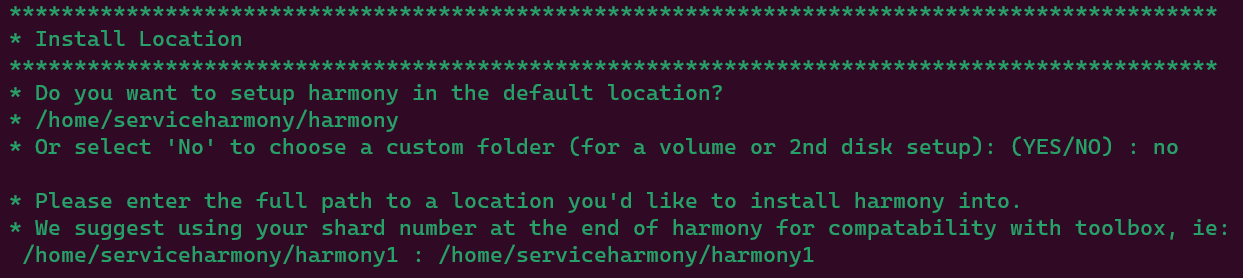 *********************************************************************************************
* Install Location
*********************************************************************************************
* Do you want to setup harmony in the default location?
* /home/serviceharmony/harmony
* Or select 'No' to choose a custom folder (for a volume or 2nd disk setup): (YES/NO) : no
* Please enter the full path to a location you'd like to install harmony into.
* We suggest using your shard number at the end of harmony for compatability with toolbox, ie:
/home/serviceharmony/harmony1 : /home/serviceharmony/harmony1